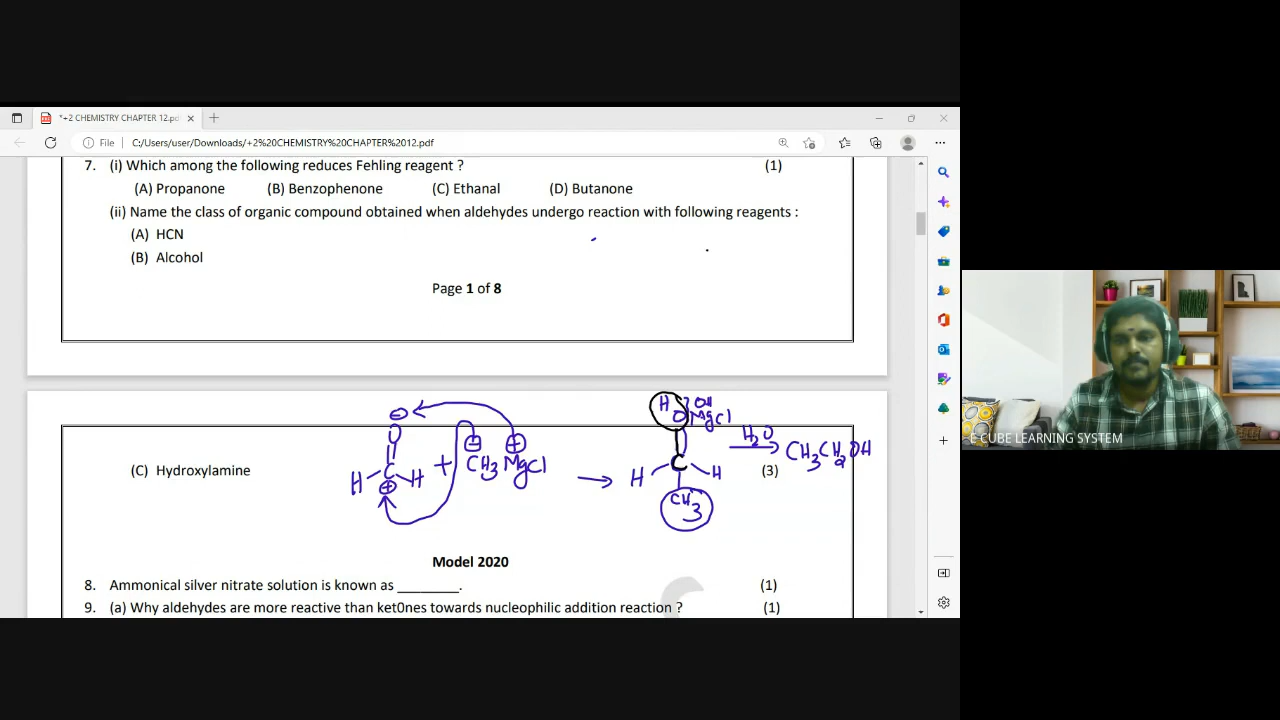 *+2 CHEMISTRY CHAPTER 12.pd
File C:/Users/user/Downloads/+2%20CHEMISTRY%20CHAPTER%2012.pdf
7. (i) Which among the following reduces Fehling reagent ? (1)
(A) Propanone (B) Benzophenone (C) Ethanal (D) Butanone
(ii) Name the class of organic compound obtained when aldehydes undergo reaction with following reagents :
(A) HCN
(B) Alcohol
Page 1 of 8
H OH
⊖ O MgCl
O ⊖ ⊕ H₂O
H C H + CH₃ MgCl → H C H → CH₃CH₂OH
⊕ CH₃
(C) Hydroxylamine (3)
Model 2020
8. Ammonical silver nitrate solution is known as ________. (1)
9. (a) Why aldehydes are more reactive than ket0nes towards nucleophilic addition reaction ? (1)
E CUBE LEARNING SYSTEM